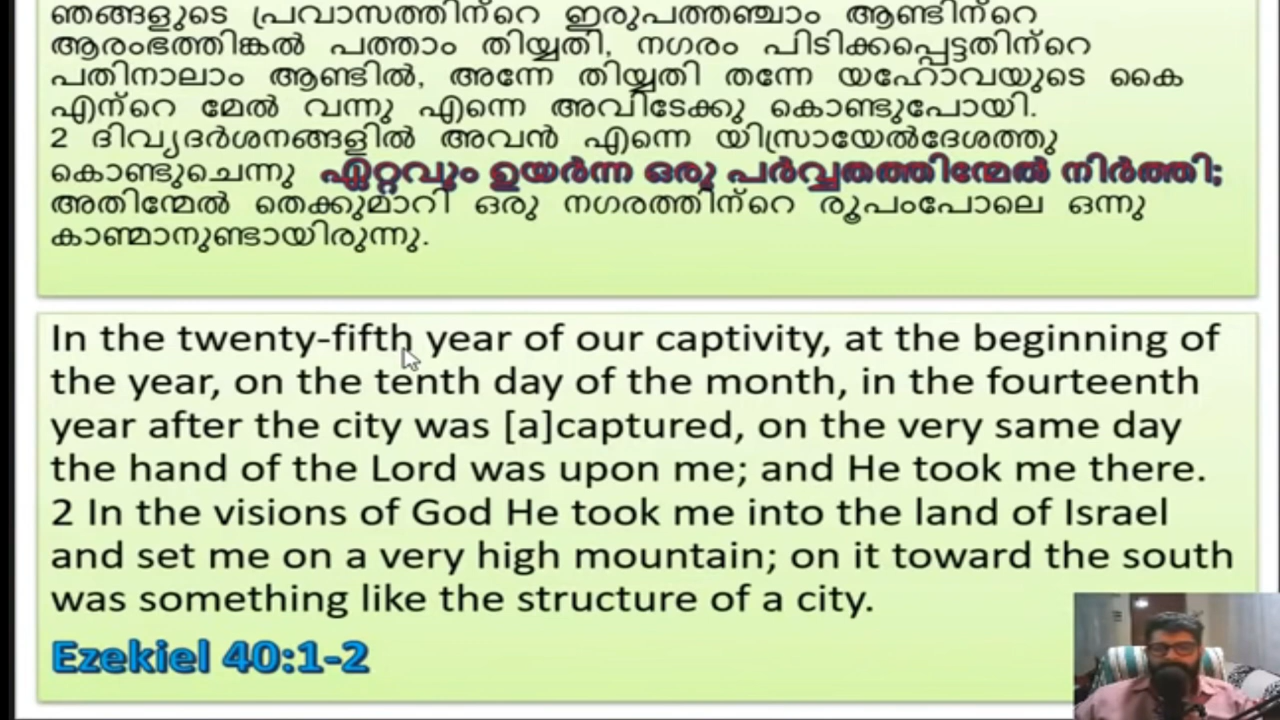 ഞങ്ങളുടെ പ്രവാസത്തിന്റെ ഇരുപത്തഞ്ചാം ആണ്ടിന്റെ
ആരംഭത്തിങ്കൽ പത്താം തിയ്യതി, നഗരം പിടിക്കപ്പെട്ടതിന്റെ
പതിനാലാം ആണ്ടിൽ, അന്നേ തിയ്യതി തന്നേ യഹോവയുടെ കൈ
എന്റെ മേൽ വന്നു എന്നെ അവിടേക്കു കൊണ്ടുപോയി.
2 ദിവ്യദർശനങ്ങളിൽ അവൻ എന്നെ യിസ്രായേൽദേശത്തു
കൊണ്ടുചെന്നു ഏറ്റവും ഉയർന്ന ഒരു പർവ്വതത്തിന്മേൽ നിർത്തി;
അതിന്മേൽ തെക്കുമാറി ഒരു നഗരത്തിന്റെ രൂപംപോലെ ഒന്നു
കാണ്മാനുണ്ടായിരുന്നു.
In the twenty-fifth year of our captivity, at the beginning of
the year, on the tenth day of the month, in the fourteenth
year after the city was [a]captured, on the very same day
the hand of the Lord was upon me; and He took me there.
2 In the visions of God He took me into the land of Israel
and set me on a very high mountain; on it toward the south
was something like the structure of a city.
Ezekiel 40:1-2